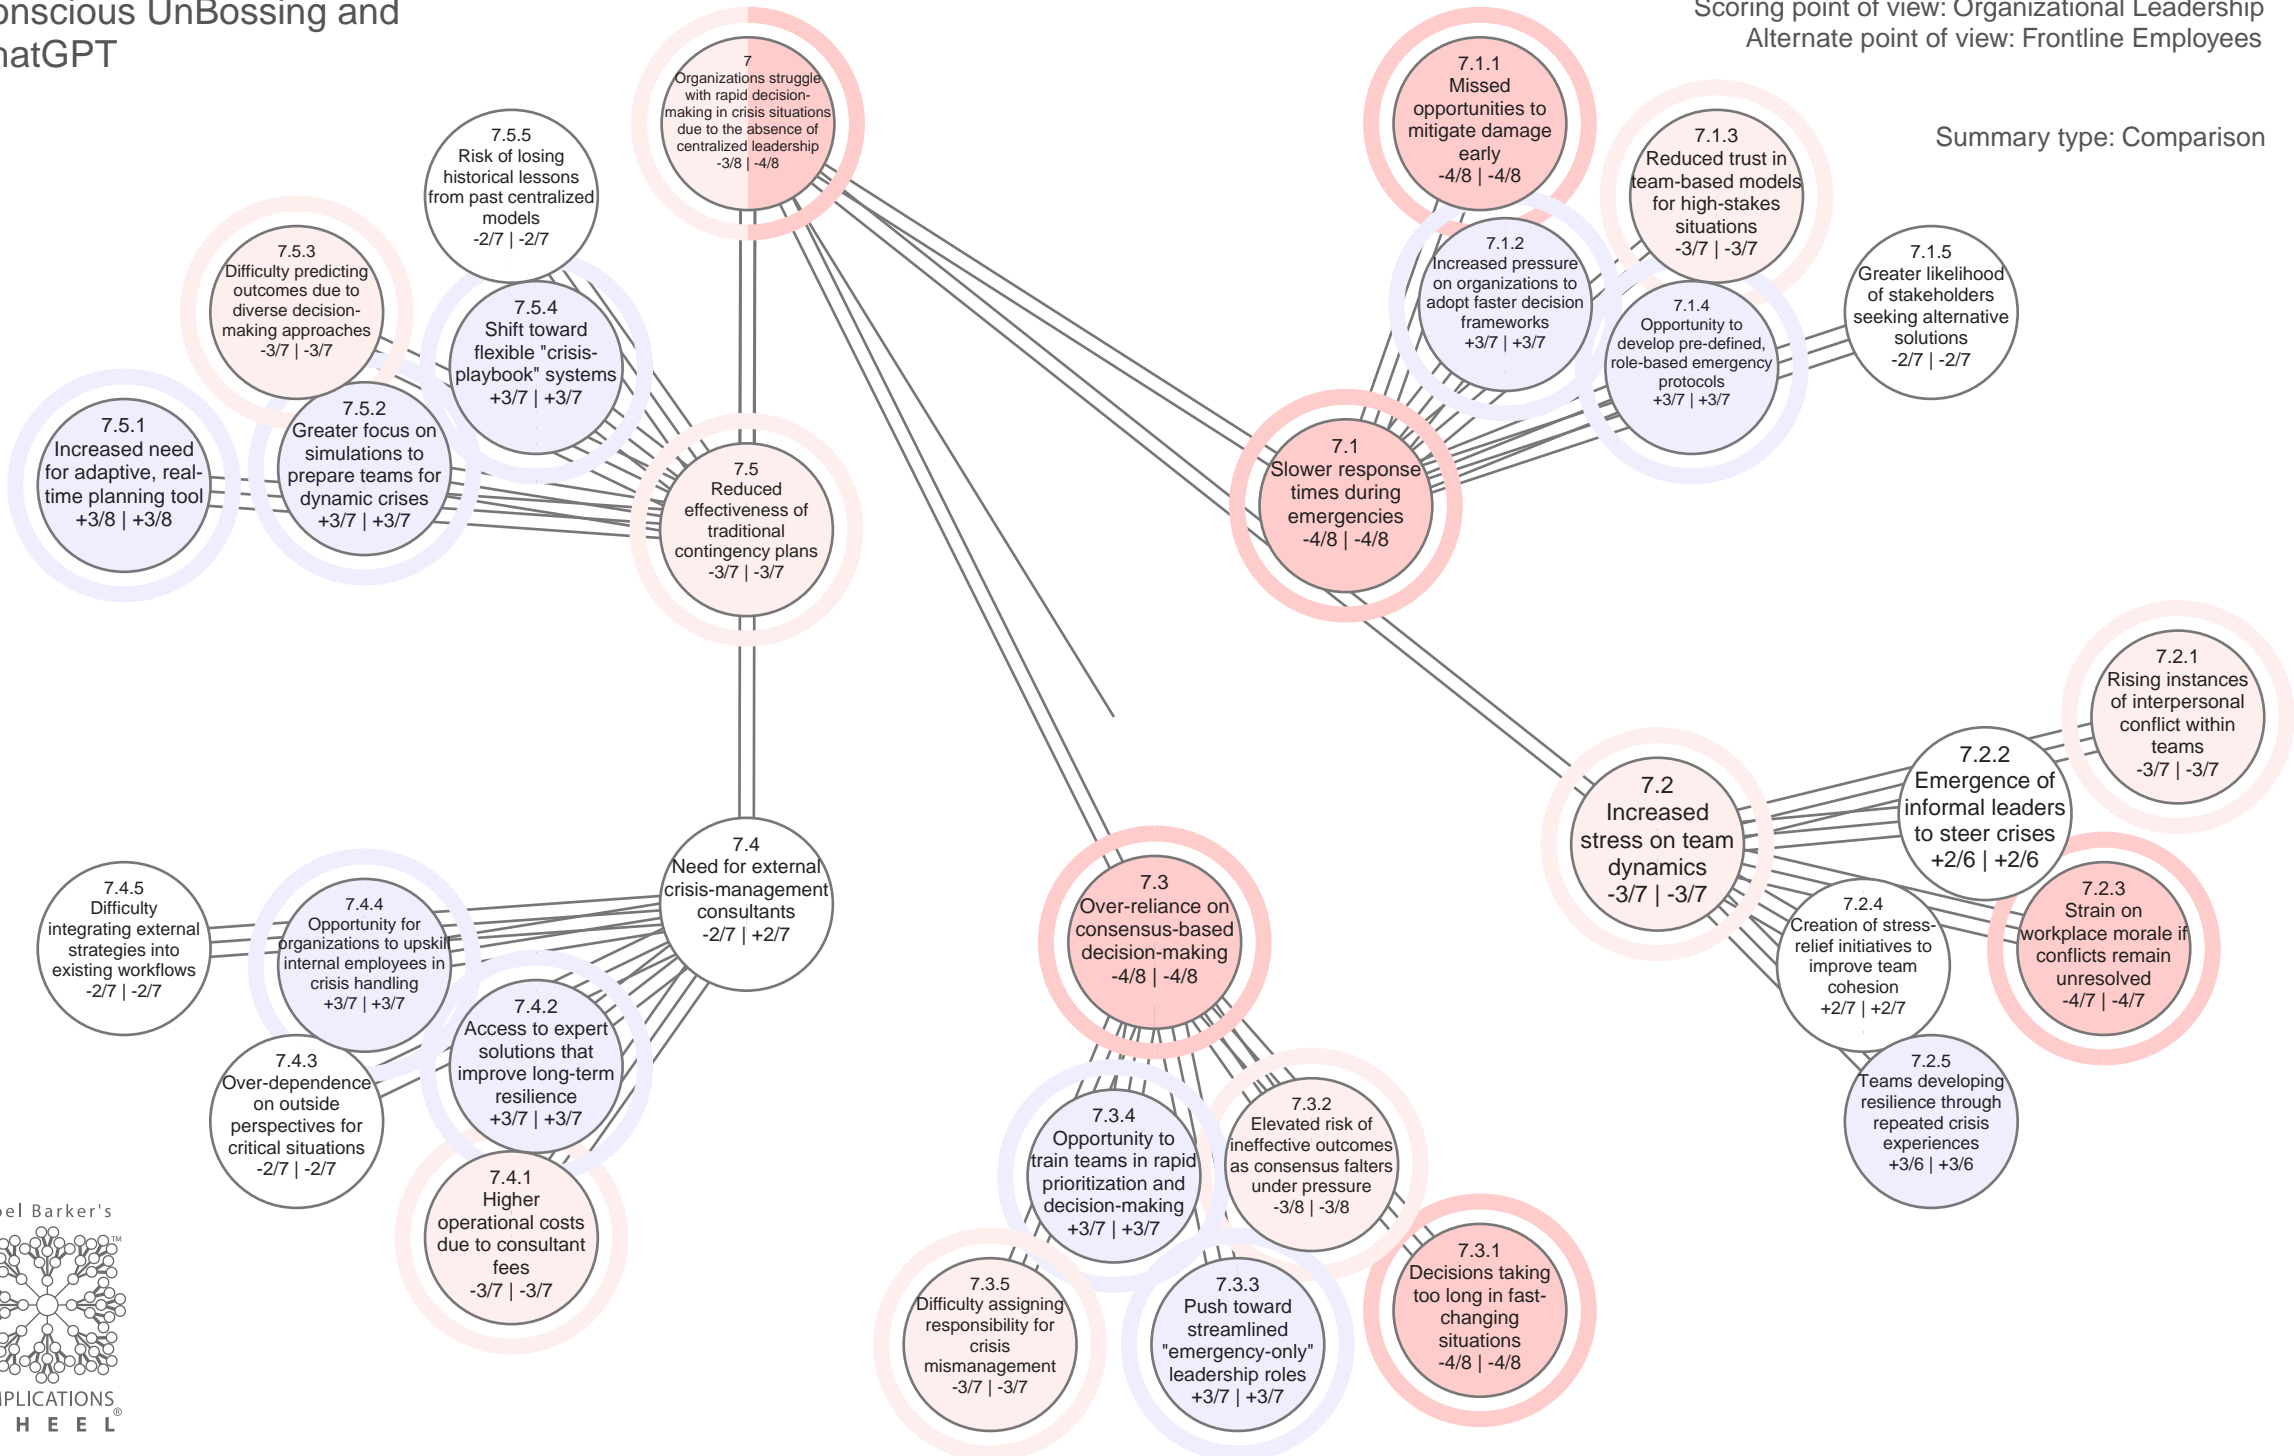 onscious UnBossing and
hatGPT
Scoring point of view: Organizational Leadership
Alternate point of view: Frontline Employees
Summary type: Comparison
7
Organizations struggle
with rapid decision-
making in crisis situations
due to the absence of
centralized leadership
-3/8 | -4/8
7.1.1
Missed
opportunities to
mitigate damage
early
-4/8 | -4/8
7.1.3
Reduced trust in
team-based models
for high-stakes
situations
-3/7 | -3/7
7.1.2
Increased pressure
on organizations to
adopt faster decision
frameworks
+3/7 | +3/7
7.1.4
Opportunity to
develop pre-defined,
role-based emergency
protocols
+3/7 | +3/7
7.1.5
Greater likelihood
of stakeholders
seeking alternative
solutions
-2/7 | -2/7
7.1
Slower response
times during
emergencies
-4/8 | -4/8
7.5.5
Risk of losing
historical lessons
from past centralized
models
-2/7 | -2/7
7.5.3
Difficulty predicting
outcomes due to
diverse decision-
making approaches
-3/7 | -3/7
7.5.4
Shift toward
flexible "crisis-
playbook" systems
+3/7 | +3/7
7.5.1
Increased need
for adaptive, real-
time planning tool
+3/8 | +3/8
7.5.2
Greater focus on
simulations to
prepare teams for
dynamic crises
+3/7 | +3/7
7.5
Reduced
effectiveness of
traditional
contingency plans
-3/7 | -3/7
7.2.1
Rising instances
of interpersonal
conflict within
teams
-3/7 | -3/7
7.2.2
Emergence of
informal leaders
to steer crises
+2/6 | +2/6
7.2
Increased
stress on team
dynamics
-3/7 | -3/7
7.2.3
Strain on
workplace morale if
conflicts remain
unresolved
-4/7 | -4/7
7.2.4
Creation of stress-
relief initiatives to
improve team
cohesion
+2/7 | +2/7
7.2.5
Teams developing
resilience through
repeated crisis
experiences
+3/6 | +3/6
7.4
Need for external
crisis-management
consultants
-2/7 | +2/7
7.4.5
Difficulty
integrating external
strategies into
existing workflows
-2/7 | -2/7
7.4.4
Opportunity for
organizations to upskill
internal employees in
crisis handling
+3/7 | +3/7
7.4.2
Access to expert
solutions that
improve long-term
resilience
+3/7 | +3/7
7.4.3
Over-dependence
on outside
perspectives for
critical situations
-2/7 | -2/7
7.4.1
Higher
operational costs
due to consultant
fees
-3/7 | -3/7
7.3
Over-reliance on
consensus-based
decision-making
-4/8 | -4/8
7.3.4
Opportunity to
train teams in rapid
prioritization and
decision-making
+3/7 | +3/7
7.3.2
Elevated risk of
ineffective outcomes
as consensus falters
under pressure
-3/8 | -3/8
7.3.5
Difficulty assigning
responsibility for
crisis
mismanagement
-3/7 | -3/7
7.3.3
Push toward
streamlined
"emergency-only"
leadership roles
+3/7 | +3/7
7.3.1
Decisions taking
too long in fast-
changing
situations
-4/8 | -4/8
oel Barker's
TM
MPLICATIONS
HEEL®